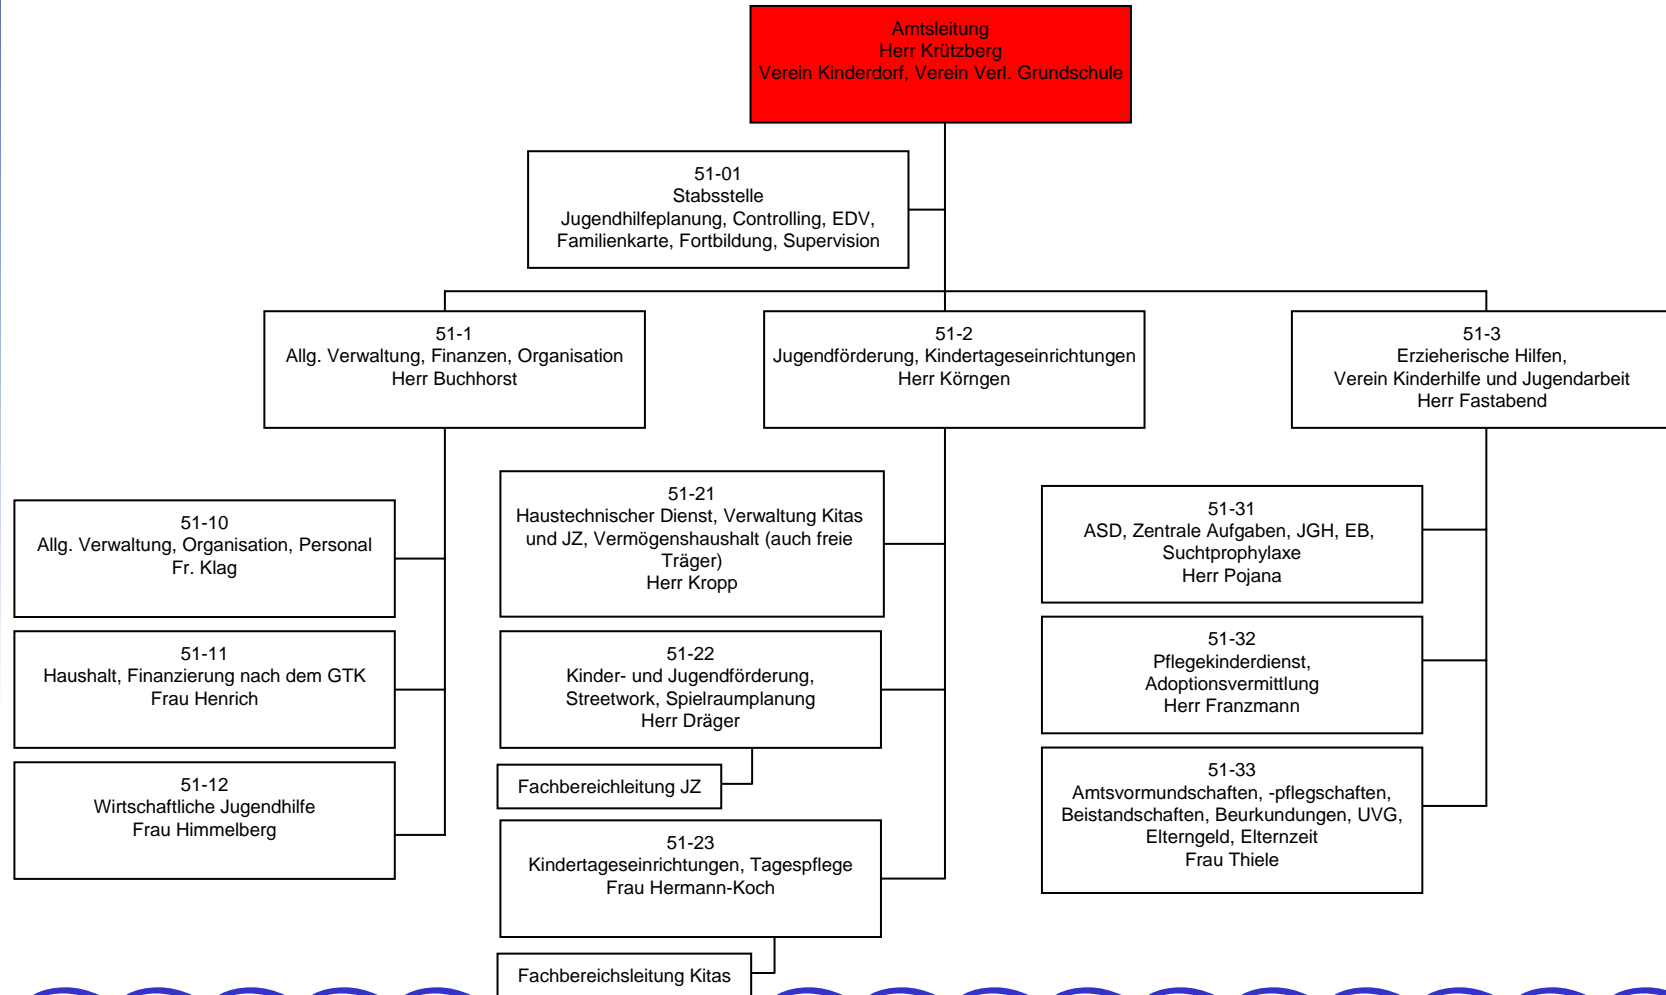 Amtsleitung
Herr Krützberg
Verein Kinderdorf, Verein Verl. Grundschule
51-01
Stabsstelle
Jugendhilfeplanung, Controlling, EDV,
Familienkarte, Fortbildung, Supervision
51-1
Allg. Verwaltung, Finanzen, Organisation
Herr Buchhorst
51-2
Jugendförderung, Kindertageseinrichtungen
Herr Körngen
51-3
Erzieherische Hilfen,
Verein Kinderhilfe und Jugendarbeit
Herr Fastabend
51-10
Allg. Verwaltung, Organisation, Personal
Fr. Klag
51-11
Haushalt, Finanzierung nach dem GTK
Frau Henrich
51-12
Wirtschaftliche Jugendhilfe
Frau Himmelberg
51-21
Haustechnischer Dienst, Verwaltung Kitas
und JZ, Vermögenshaushalt (auch freie
Träger)
Herr Kropp
51-22
Kinder- und Jugendförderung,
Streetwork, Spielraumplanung
Herr Dräger
Fachbereichleitung JZ
51-23
Kindertageseinrichtungen, Tagespflege
Frau Hermann-Koch
Fachbereichsleitung Kitas
51-31
ASD, Zentrale Aufgaben, JGH, EB,
Suchtprophylaxe
Herr Pojana
51-32
Pflegekinderdienst,
Adoptionsvermittlung
Herr Franzmann
51-33
Amtsvormundschaften, -pflegschaften,
Beistandschaften, Beurkundungen, UVG,
Elterngeld, Elternzeit
Frau Thiele